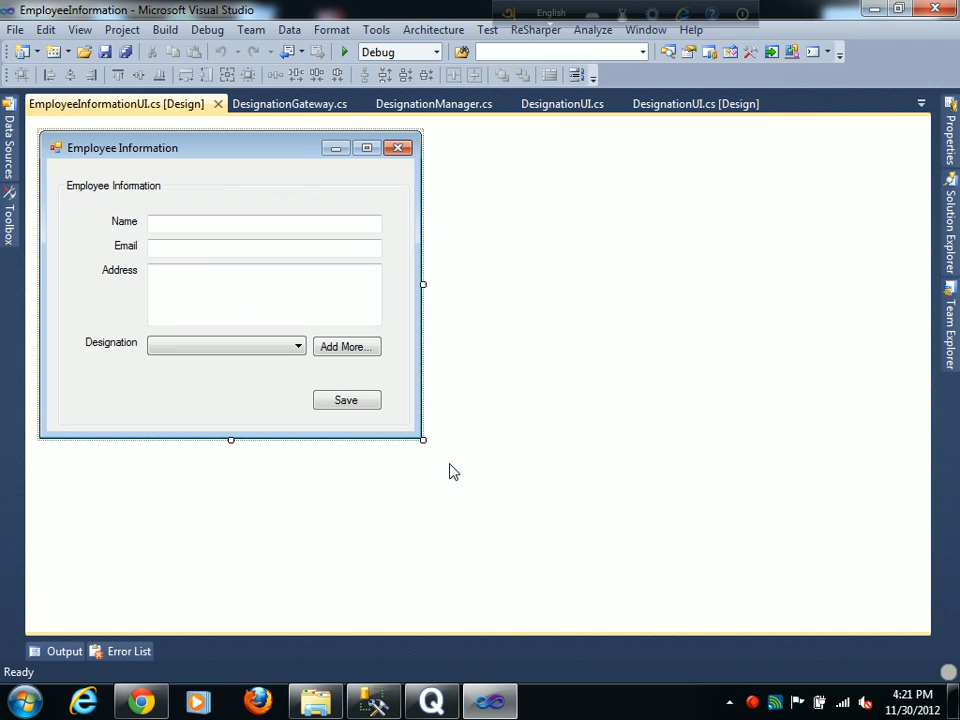 EmployeeInformation - Microsoft Visual Studio
English
File Edit View Project Build Debug Team Data Format Tools Architecture Test ReSharper Analyze Window Help
Debug
EmployeeInformationUI.cs [Design] DesignationGateway.cs DesignationManager.cs DesignationUI.cs DesignationUI.cs [Design]
Data Sources
Toolbox
Properties
Solution Explorer
Team Explorer
Employee Information
Employee Information
Name
Email
Address
Designation
Add More...
Save
Output Error List
Ready
4:21 PM
11/30/2012